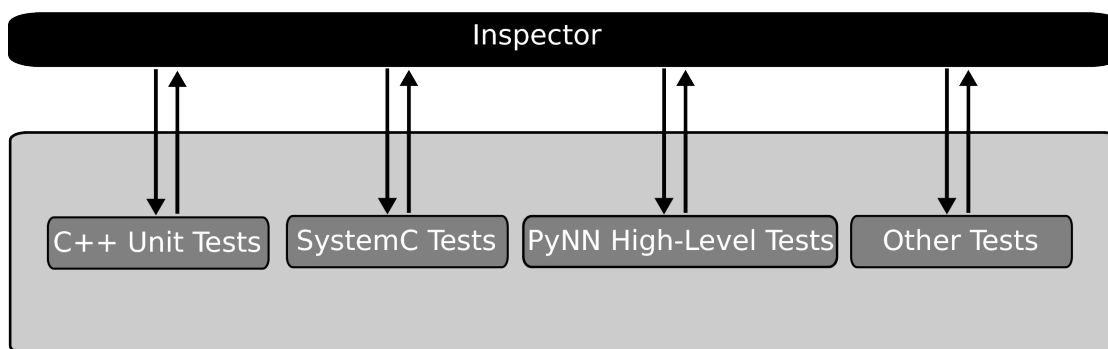 Inspector
C++ Unit Tests
SystemC Tests
PyNN High-Level Tests
Other Tests